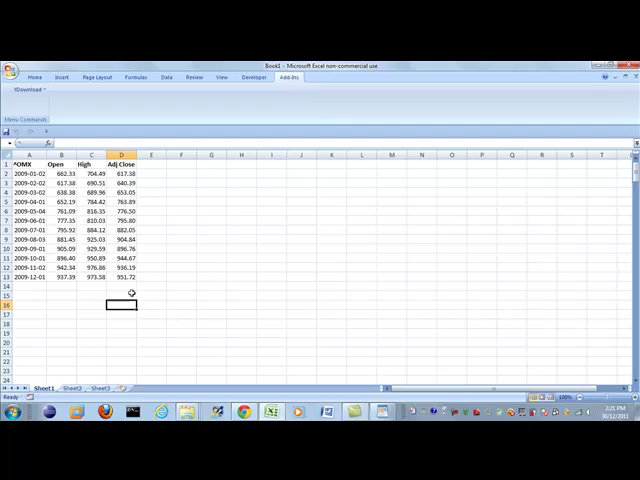 Book1 - Microsoft Excel non-commercial use
Home Insert Page Layout Formulas Data Review View Developer Add-Ins
Menu Commands
A B C D E F G H I J K L M N O P Q R S T
1 ^OMX Open High Adj Close
2 2009-01-02 662.33 704.49 617.38
3 2009-02-02 617.38 690.51 640.39
4 2009-03-02 638.38 689.96 653.05
5 2009-04-01 652.19 784.42 763.89
6 2009-05-04 761.09 816.35 776.50
7 2009-06-01 777.35 810.03 795.80
8 2009-07-01 795.92 884.12 882.05
9 2009-08-03 881.45 925.03 904.84
10 2009-09-01 905.09 929.59 896.76
11 2009-10-01 896.40 950.89 944.67
12 2009-11-02 942.34 976.86 936.19
13 2009-12-01 937.39 973.58 951.72
14
15
16
17
18
19
20
21
22
23
24
Sheet1 Sheet2 Sheet3
100%
2:21 PM
30/12/2011